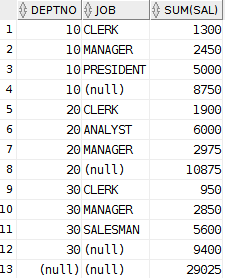 DEPTNO JOB SUM(SAL)
1 10 CLERK 1300
2 10 MANAGER 2450
3 10 PRESIDENT 5000
4 10 (null) 8750
5 20 CLERK 1900
6 20 ANALYST 6000
7 20 MANAGER 2975
8 20 (null) 10875
9 30 CLERK 950
10 30 MANAGER 2850
11 30 SALESMAN 5600
12 30 (null) 9400
13 (null) (null) 29025